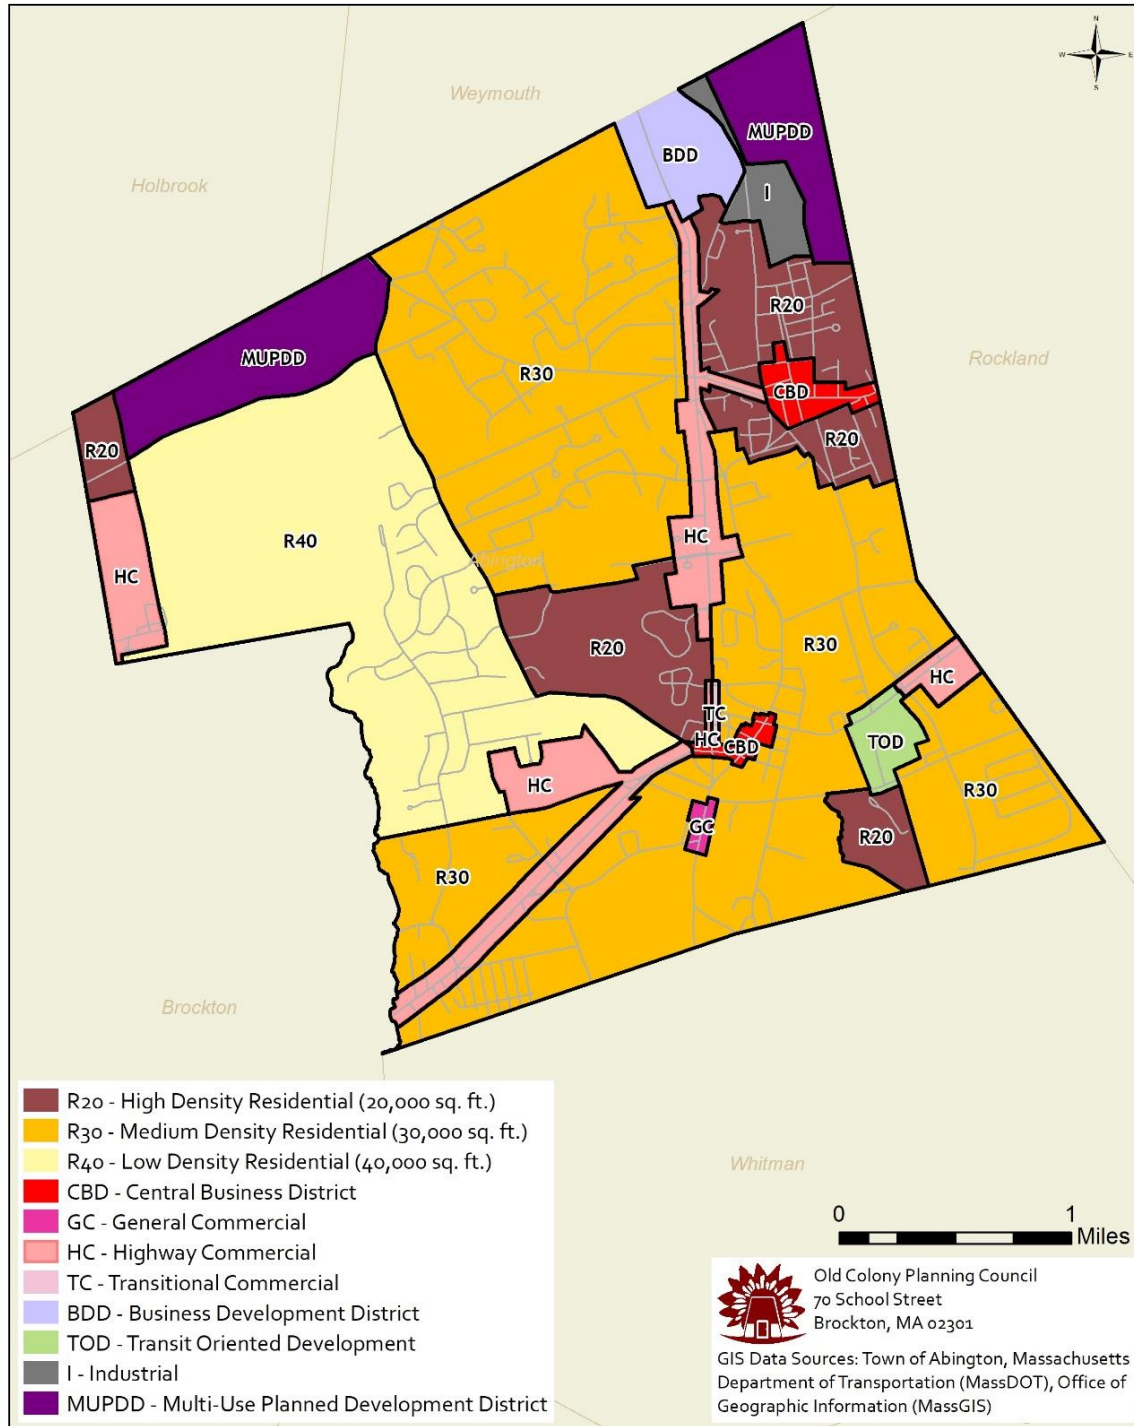 N
W E
S
Weymouth
MUPDD
BDD
Holbrook
I
R20
MUPDD
Rockland
R30
CBD
R20
R20
HC
R40
Abington
HC
R20
R30
HC
TC
HC
CBD
TOD
HC
R30
GC
R20
R30
Brockton
R20 - High Density Residential (20,000 sq. ft.)
R30 - Medium Density Residential (30,000 sq. ft.)
R40 - Low Density Residential (40,000 sq. ft.)
CBD - Central Business District
GC - General Commercial
HC - Highway Commercial
TC - Transitional Commercial
BDD - Business Development District
TOD - Transit Oriented Development
I - Industrial
MUPDD - Multi-Use Planned Development District
Whitman
0 1
Miles
Old Colony Planning Council
70 School Street
Brockton, MA 02301
GIS Data Sources: Town of Abington, Massachusetts
Department of Transportation (MassDOT), Office of
Geographic Information (MassGIS)